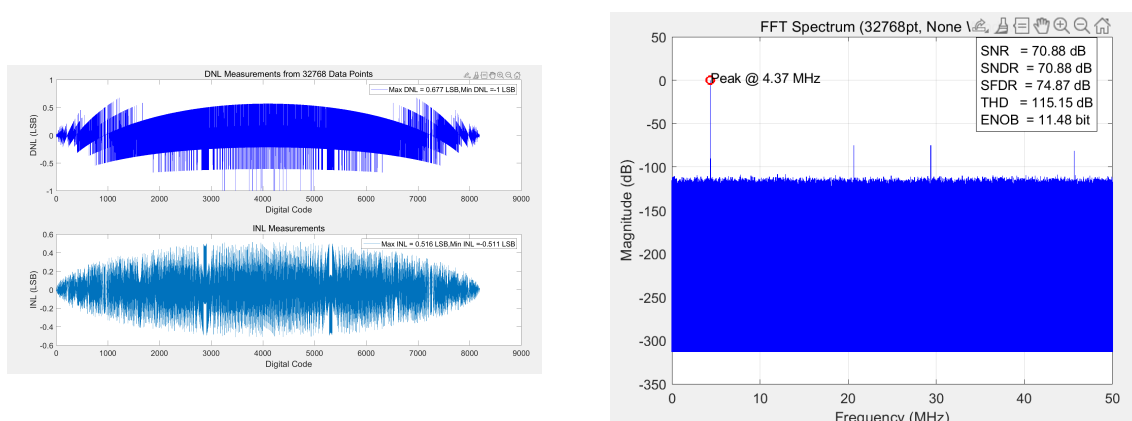 DNL Measurements from 32768 Data Points
Max DNL = 0.677 LSB,Min DNL =-1 LSB
DNL (LSB)
1
0.5
0
-0.5
-1
0 1000 2000 3000 4000 5000 6000 7000 8000 9000
Digital Code
INL Measurements
Max INL = 0.516 LSB,Min INL =-0.511 LSB
INL (LSB)
0.6
0.4
0.2
0
-0.2
-0.4
-0.6
0 1000 2000 3000 4000 5000 6000 7000 8000 9000
Digital Code
FFT Spectrum (32768pt, None
SNR = 70.88 dB
SNDR = 70.88 dB
SFDR = 74.87 dB
THD = 115.15 dB
ENOB = 11.48 bit
Peak @ 4.37 MHz
Magnitude (dB)
50
0
-50
-100
-150
-200
-250
-300
-350
0 10 20 30 40 50
Frequency (MHz)